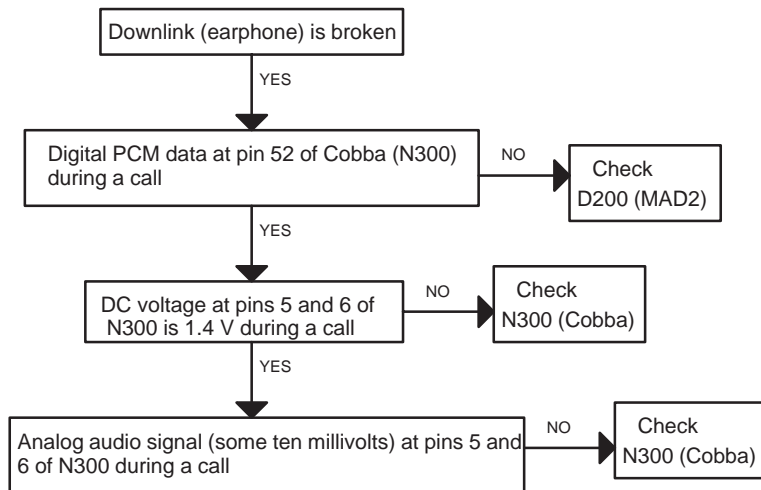 Downlink (earphone) is broken
YES
Digital PCM data at pin 52 of Cobba (N300)
during a call
NO
Check
D200 (MAD2)
YES
DC voltage at pins 5 and 6 of
N300 is 1.4 V during a call
NO
Check
N300 (Cobba)
YES
Analog audio signal (some ten millivolts) at pins 5 and
6 of N300 during a call
NO
Check
N300 (Cobba)